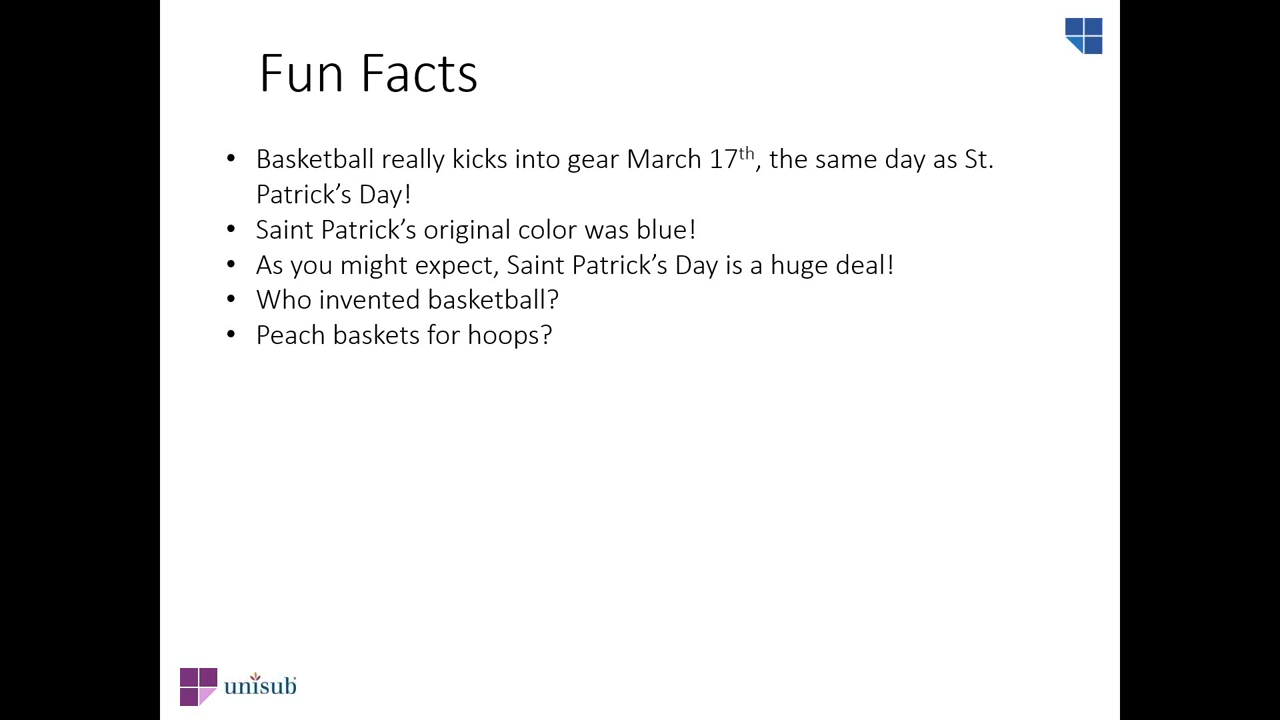 Fun Facts
• Basketball really kicks into gear March 17th, the same day as St.
Patrick’s Day!
• Saint Patrick’s original color was blue!
• As you might expect, Saint Patrick’s Day is a huge deal!
• Who invented basketball?
• Peach baskets for hoops?
unisub